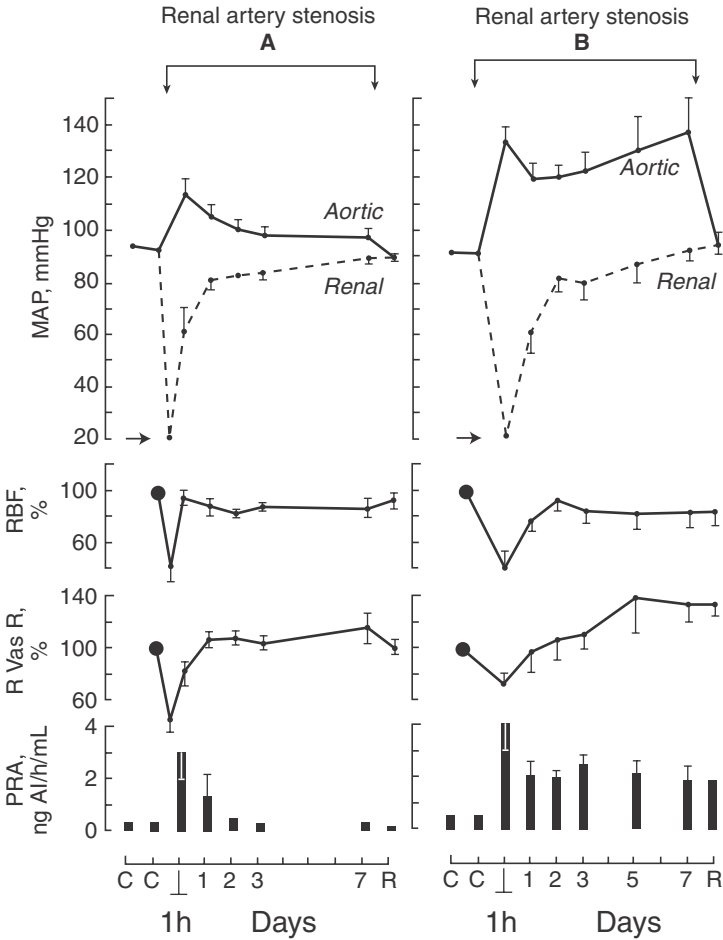 Renal artery stenosis
A
Renal artery stenosis
B
MAP, mmHg
140
120
100
80
60
40
20
Aortic
Renal
Aortic
Renal
RBF,
%
100
60
R Vas R,
%
140
100
60
PRA,
ng AI/h/mL
4
2
0
C C ⊥ 1 2 3 7 R
1h Days
C C ⊥ 1 2 3 5 7 R
1h Days